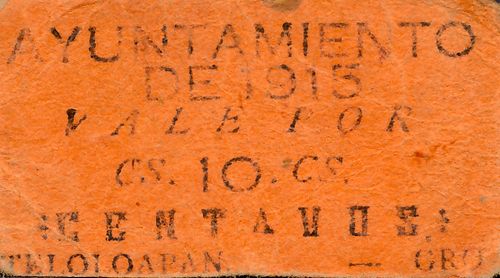 AYUNTAMIENTO
DE 1915
VALE POR
CS. 10. CS.
¡CENTAVOS!
TELOLOAPAN. — GRO